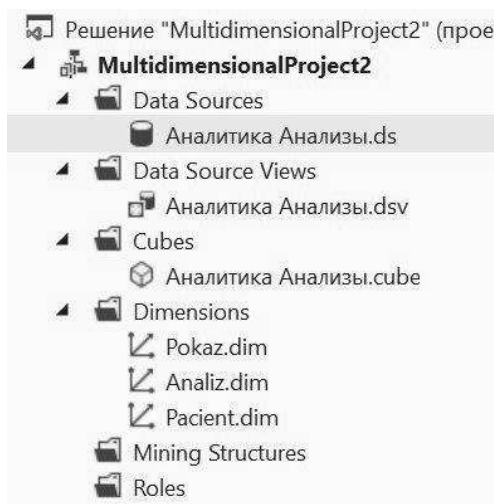 Решение "MultidimensionalProject2" (прое
MultidimensionalProject2
Data Sources
Аналитика Анализы.ds
Data Source Views
Аналитика Анализы.dsv
Cubes
Аналитика Анализы.cube
Dimensions
Pokaz.dim
Analiz.dim
Pacient.dim
Mining Structures
Roles